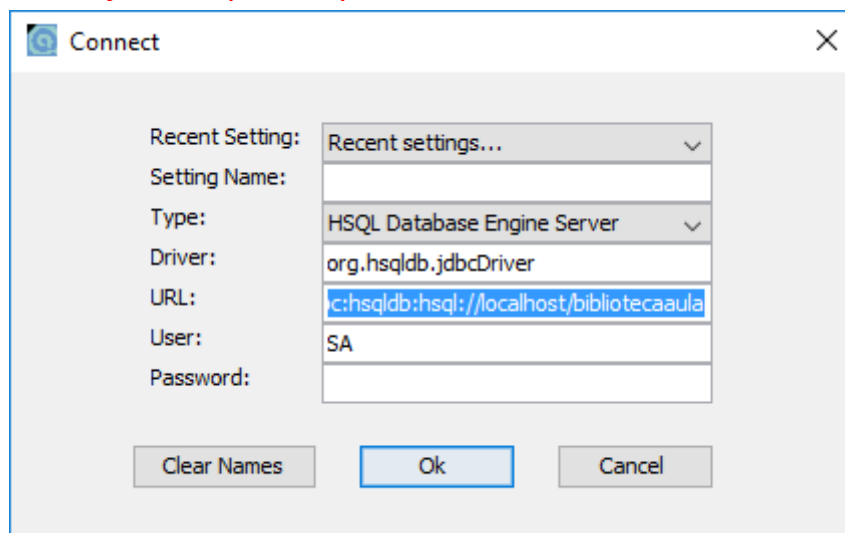 Connect
Recent Setting: Recent settings...
Setting Name:
Type: HSQL Database Engine Server
Driver: org.hsqldb.jdbcDriver
URL: c:hsqldb:hsql://localhost/bibliotecaaula
User: SA
Password:
Clear Names Ok Cancel